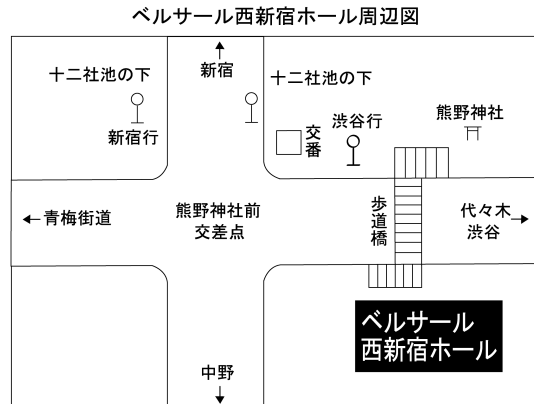 ベルサール西新宿ホール周辺図
新宿
十二社池の下
十二社池の下
新宿行
交番
渋谷行
熊野神社
青梅街道
熊野神社前
交差点
歩道橋
代々木
渋谷
ベルサール
西新宿ホール
中野